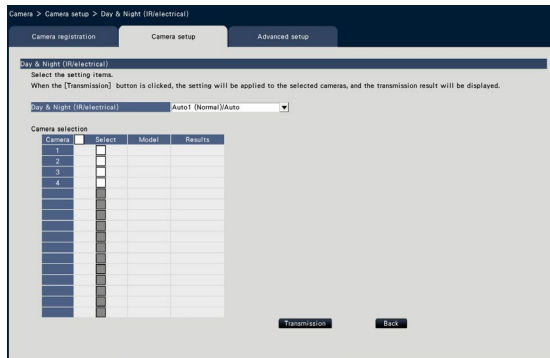 Camera > Camera setup > Day & Night (IR/electrical)
Camera registration Camera setup Advanced setup
Day & Night (IR/electrical)
Select the setting items.
When the [Transmission] button is clicked, the setting will be applied to the selected cameras, and the transmission result will be displayed.
Day & Night (IR/electrical) Auto1 (Normal)/Auto
Camera selection
Camera Select Model Results
1
2
3
4
Transmission Back